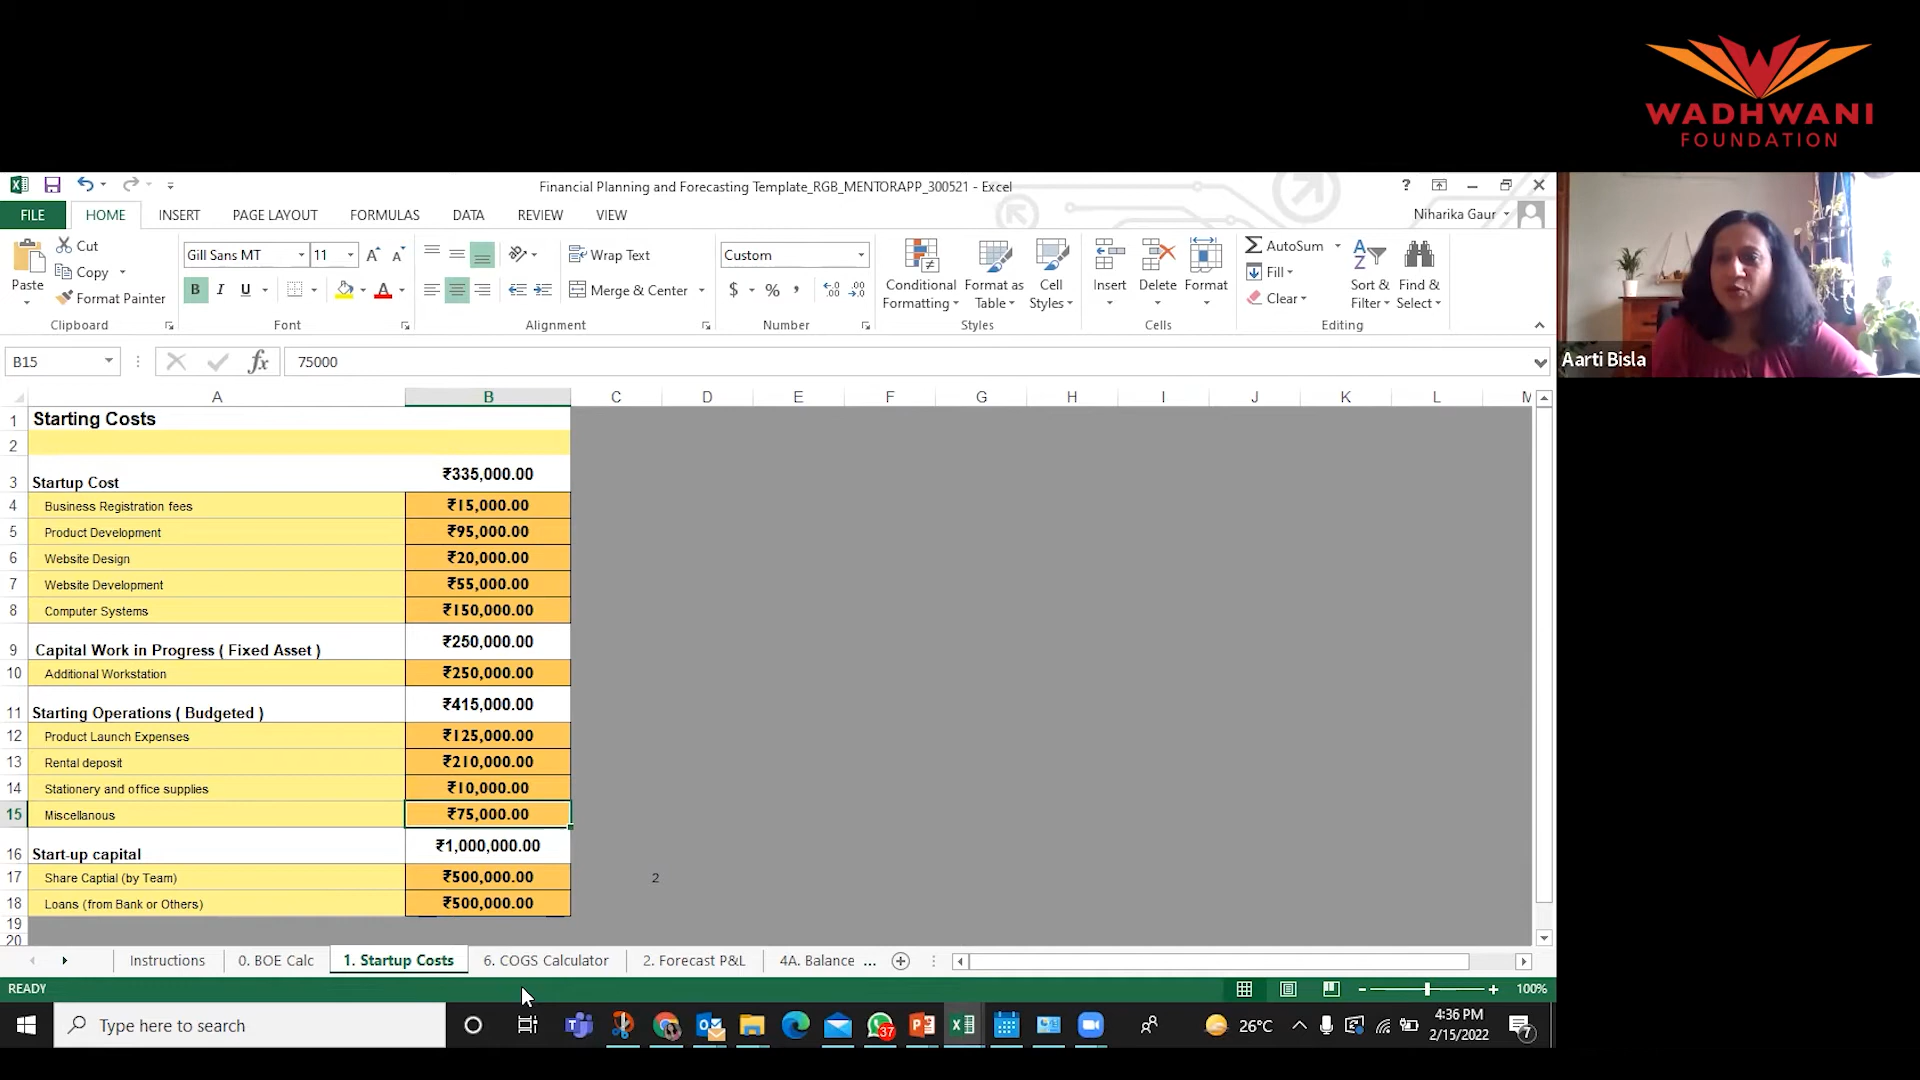 WADHWANI
FOUNDATION
Financial Planning and Forecasting Template_RGB_MENTORAPP_300521 - Excel
?
FILE HOME INSERT PAGE LAYOUT FORMULAS DATA REVIEW VIEW
Niharika Gaur
Paste
Cut
Copy
Format Painter
Clipboard
Gill Sans MT 11
B I U
Font
Wrap Text
Merge & Center
Alignment
Custom
$ % ,
Number
Conditional Formatting
Format as Table
Cell Styles
Styles
Insert Delete Format
Cells
AutoSum
Fill
Clear
Sort & Filter
Find & Select
Editing
Aarti Bisla
B15 fx 75000
A B C D E F G H I J K L M
1 Starting Costs
2
3 Startup Cost ₹335,000.00
4 Business Registration fees ₹15,000.00
5 Product Development ₹95,000.00
6 Website Design ₹20,000.00
7 Website Development ₹55,000.00
8 Computer Systems ₹150,000.00
9 Capital Work in Progress ( Fixed Asset ) ₹250,000.00
10 Additional Workstation ₹250,000.00
11 Starting Operations ( Budgeted ) ₹415,000.00
12 Product Launch Expenses ₹125,000.00
13 Rental deposit ₹210,000.00
14 Stationery and office supplies ₹10,000.00
15 Miscellanous ₹75,000.00
16 Start-up capital ₹1,000,000.00
17 Share Captial (by Team) ₹500,000.00 2
18 Loans (from Bank or Others) ₹500,000.00
19
20
Instructions 0. BOE Calc 1. Startup Costs 6. COGS Calculator 2. Forecast P&L 4A. Balance ...
READY 100%
Type here to search
37
26°C
4:36 PM
2/15/2022
7